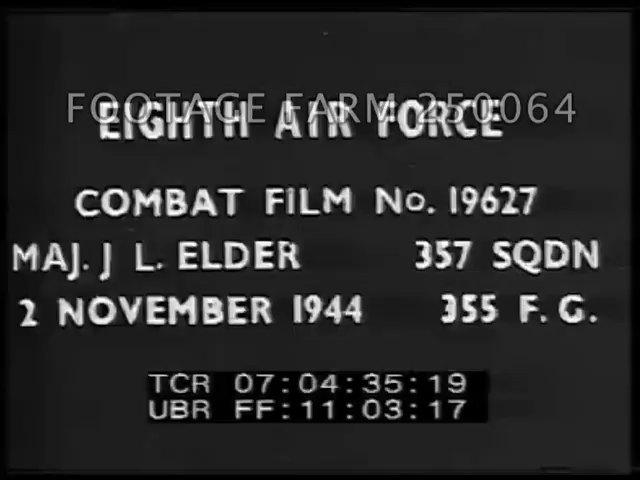 FOOTAGE FARM 250064
EIGHTH AIR FORCE
COMBAT FILM No. 19627
MAJ. J L. ELDER 357 SQDN
2 NOVEMBER 1944 355 F. G.
TCR 07:04:35:19
UBR FF:11:03:17